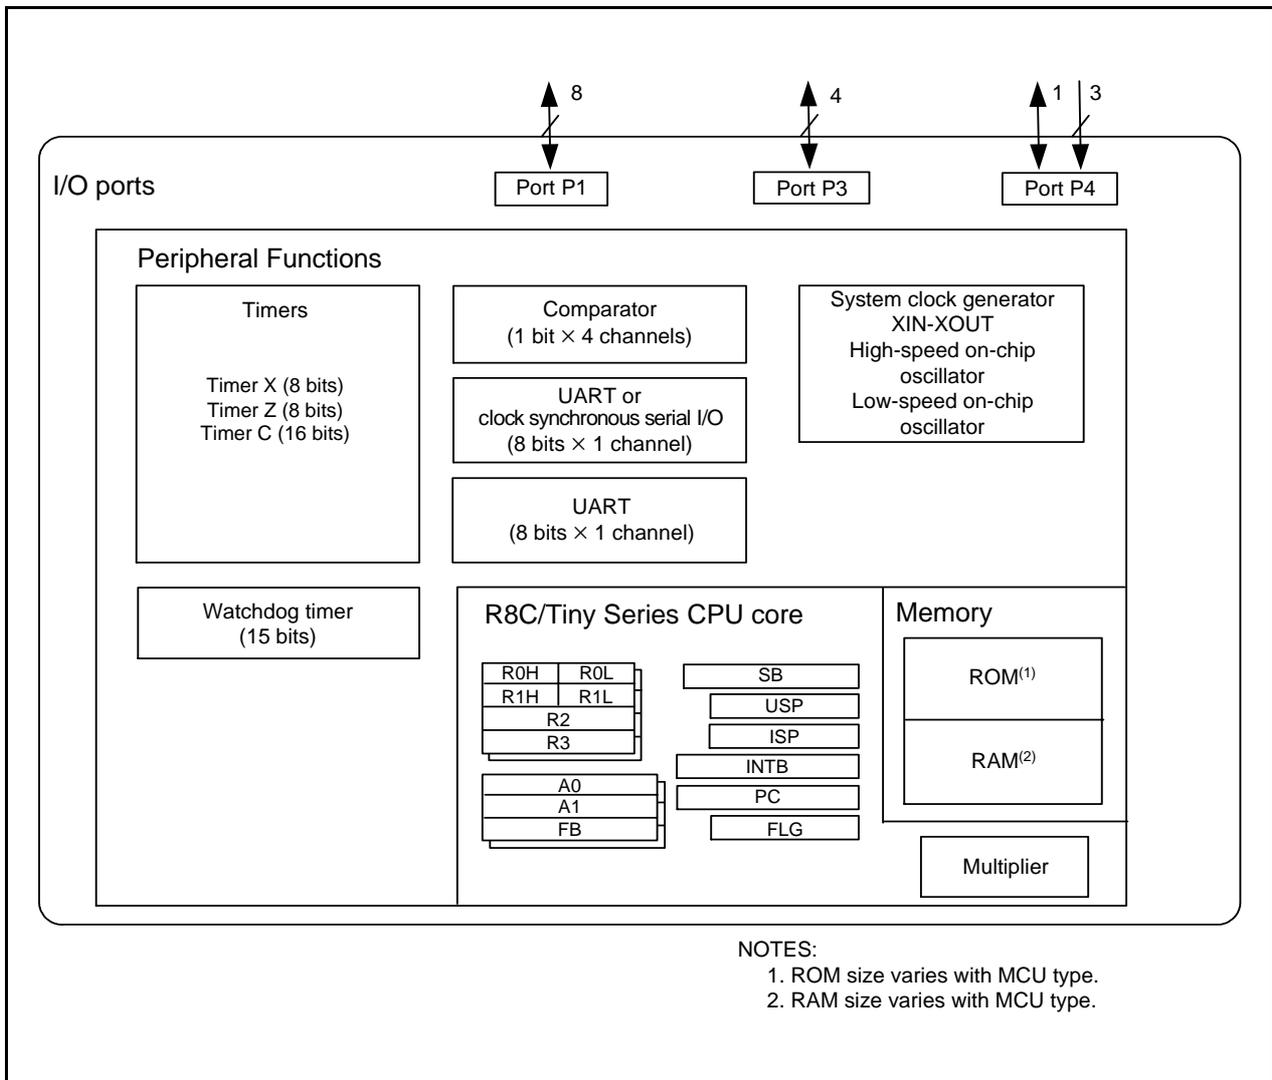 8
4
1
3
I/O ports
Port P1
Port P3
Port P4
Peripheral Functions
Timers
Timer X (8 bits)
Timer Z (8 bits)
Timer C (16 bits)
Comparator
(1 bit × 4 channels)
UART or
clock synchronous serial I/O
(8 bits × 1 channel)
UART
(8 bits × 1 channel)
System clock generator
XIN-XOUT
High-speed on-chip
oscillator
Low-speed on-chip
oscillator
Watchdog timer
(15 bits)
R8C/Tiny Series CPU core
R0H
R0L
R1H
R1L
R2
R3
A0
A1
FB
SB
USP
ISP
INTB
PC
FLG
Memory
ROM(1)
RAM(2)
Multiplier
NOTES:
1. ROM size varies with MCU type.
2. RAM size varies with MCU type.